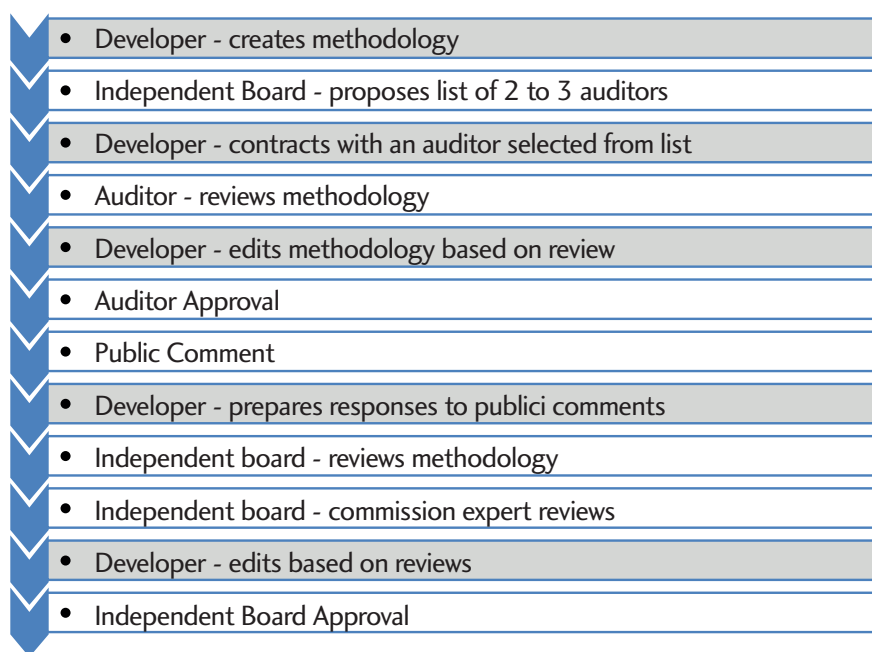 • Developer - creates methodology
• Independent Board - proposes list of 2 to 3 auditors
• Developer - contracts with an auditor selected from list
• Auditor - reviews methodology
• Developer - edits methodology based on review
• Auditor Approval
• Public Comment
• Developer - prepares responses to publici comments
• Independent board - reviews methodology
• Independent board - commission expert reviews
• Developer - edits based on reviews
• Independent Board Approval